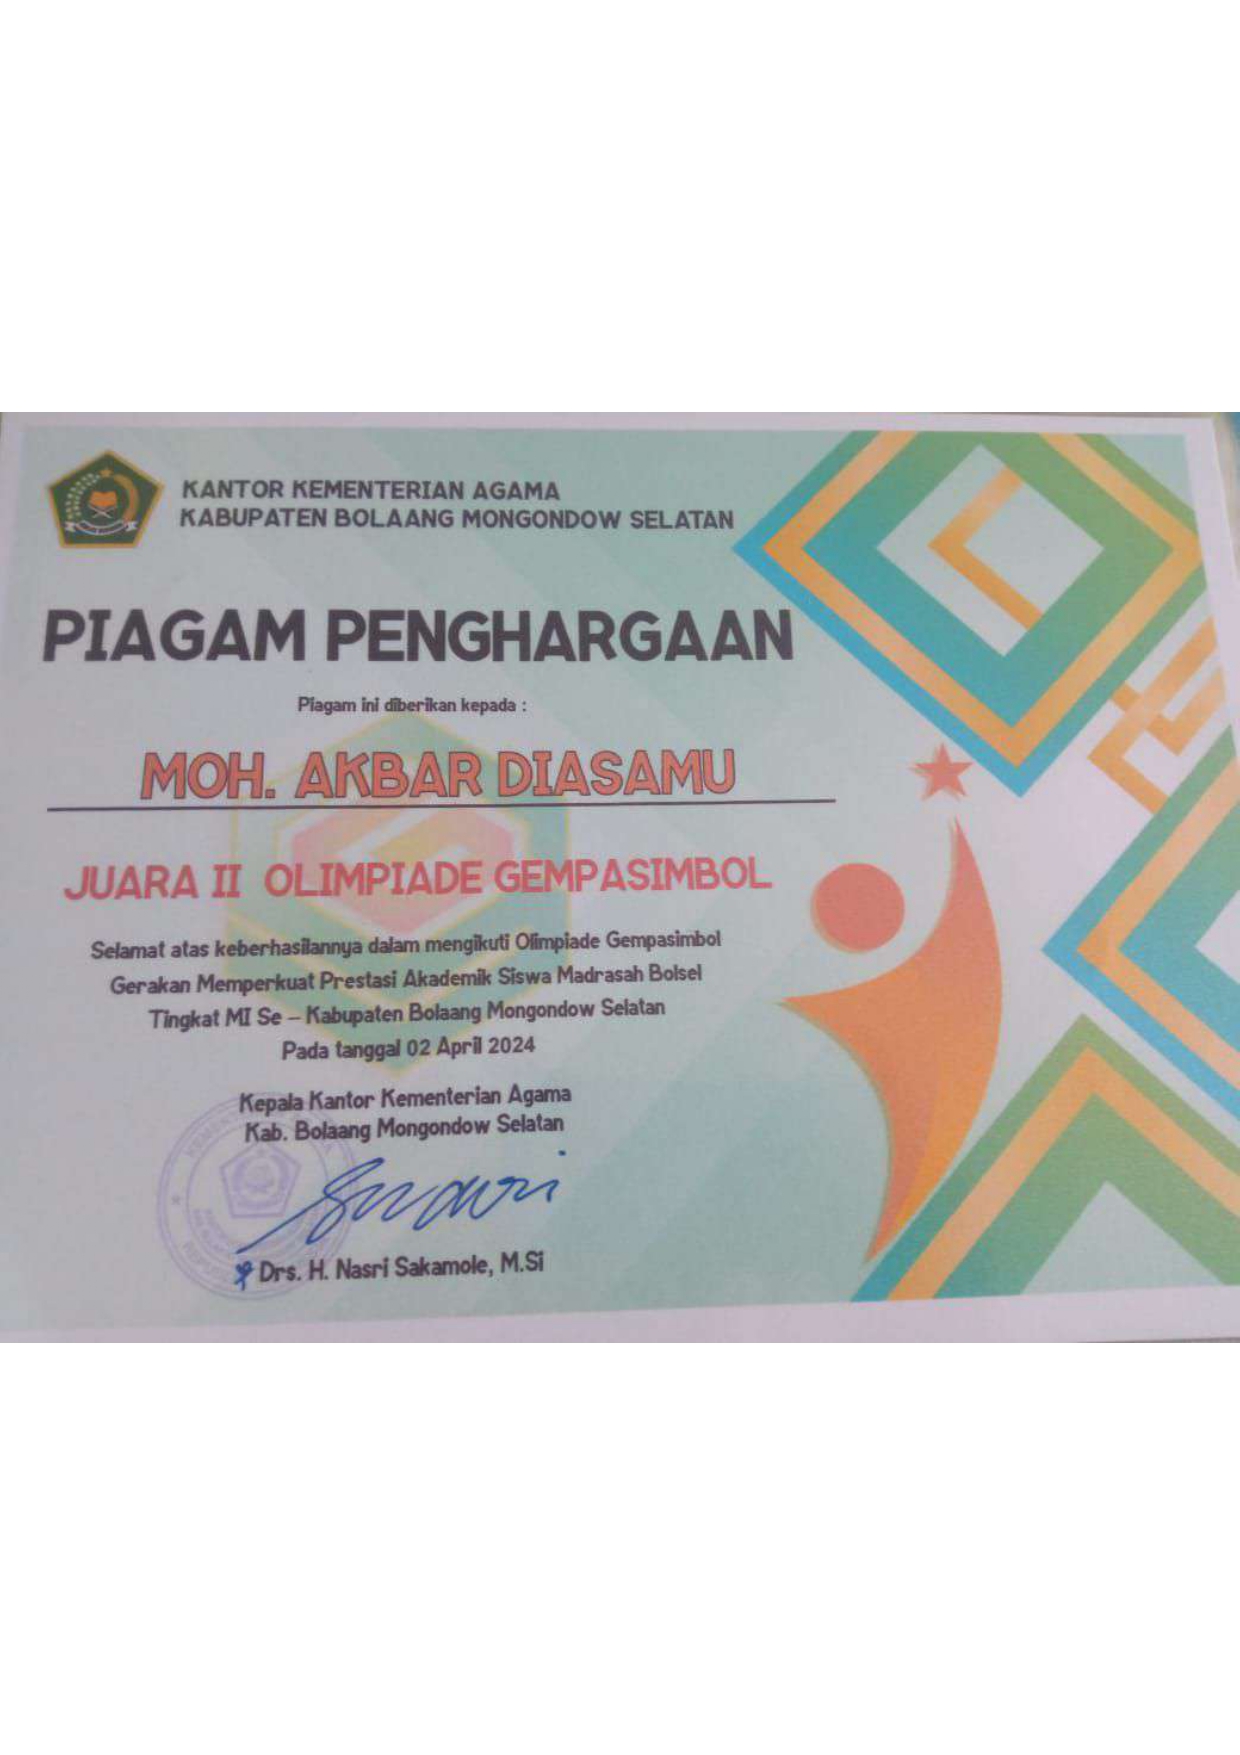 KANTOR KEMENTERIAN AGAMA
KABUPATEN BOLAANG MONGONDOW SELATAN
PIAGAM PENGHARGAAN
Piagam ini diberikan kepada :
MOH. AKBAR DIASAMU
JUARA II OLIMPIADE GEMPASIMBOL
Selamat atas keberhasilannya dalam mengikuti Olimpiade Gempasimbol
Gerakan Memperkuat Prestasi Akademik Siswa Madrasah Bolsel
Tingkat MI Se – Kabupaten Bolaang Mongondow Selatan
Pada tanggal 02 April 2024
Kepala Kantor Kementerian Agama
Kab. Bolaang Mongondow Selatan
Drs. H. Nasri Sakamole, M.Si